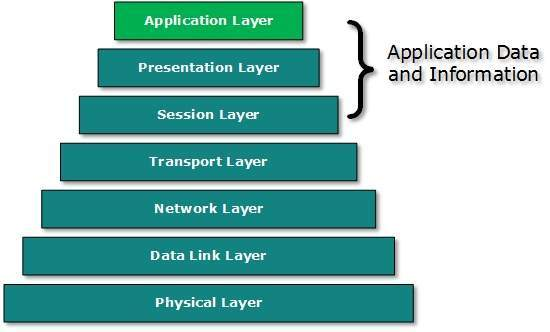 Application Layer
Presentation Layer
Session Layer
Transport Layer
Network Layer
Data Link Layer
Physical Layer
Application Data
and Information